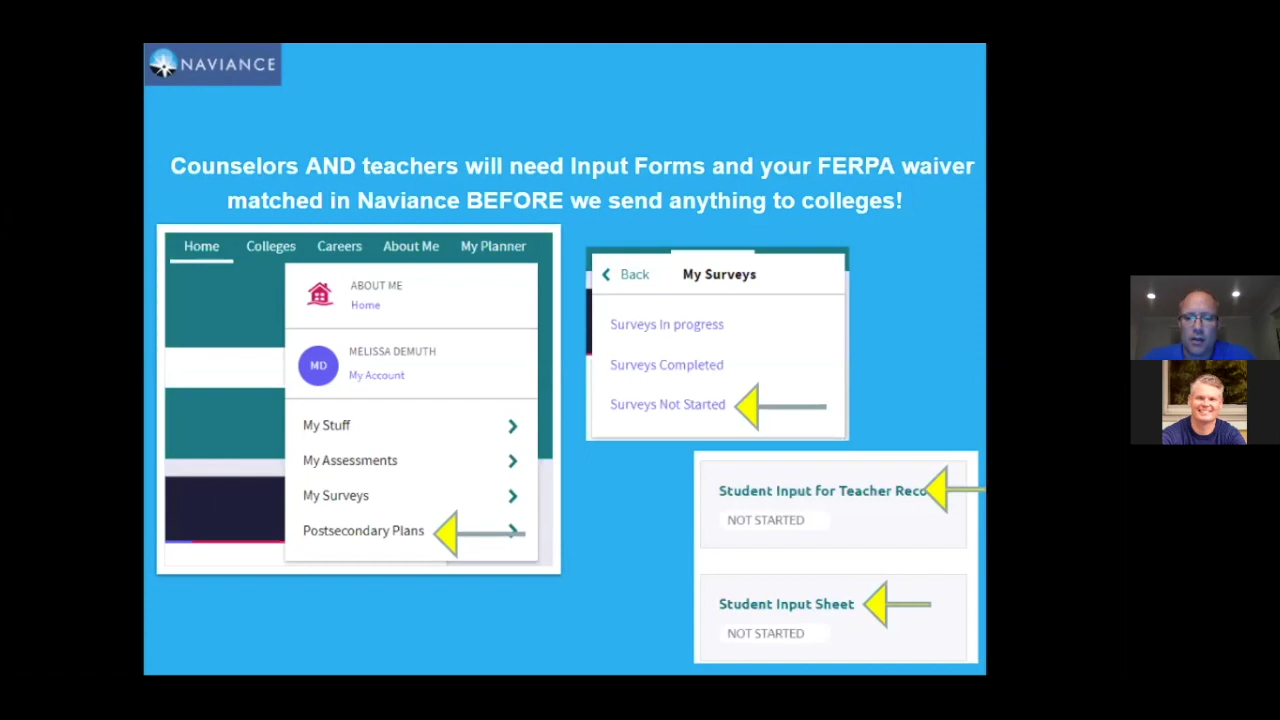 NAVIANCE
Counselors AND teachers will need Input Forms and your FERPA waiver
matched in Naviance BEFORE we send anything to colleges!
Home Colleges Careers About Me My Planner
ABOUT ME
Home
MD
MELISSA DEMUTH
My Account
My Stuff
My Assessments
My Surveys
Postsecondary Plans
Back My Surveys
Surveys In progress
Surveys Completed
Surveys Not Started
Student Input for Teacher Reco
NOT STARTED
Student Input Sheet
NOT STARTED